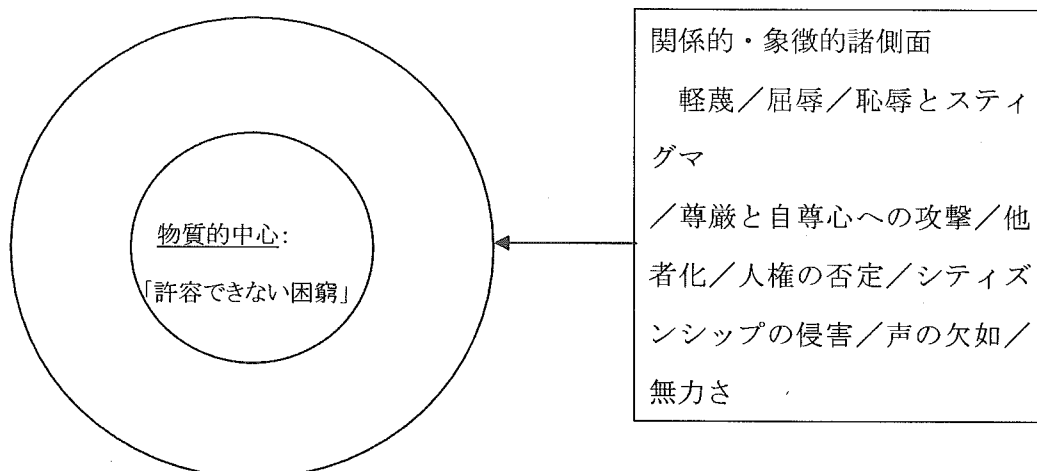 物質的中心:
「許容できない困窮」
関係的・象徴的諸側面
　軽蔑／屈辱／恥辱とスティ
グマ
／尊厳と自尊心への攻撃／他
者化／人権の否定／シティズ
ンシップの侵害／声の欠如／
無力さ